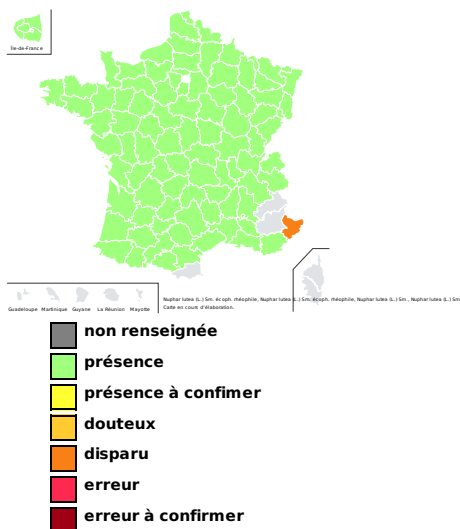 Île-de-France
Guadeloupe Martinique Guyane La Réunion Mayotte
Nuphar lutea (L.) Sm. écoph. rhéophile, Nuphar lutea (L.) Sm. écoph. rhéophile, Nuphar lutea (L.) Sm., Nuphar lutea (L.) Sm
Carte en cours d'élaboration.
non renseignée
présence
présence à confimer
douteux
disparu
erreur
erreur à confirmer